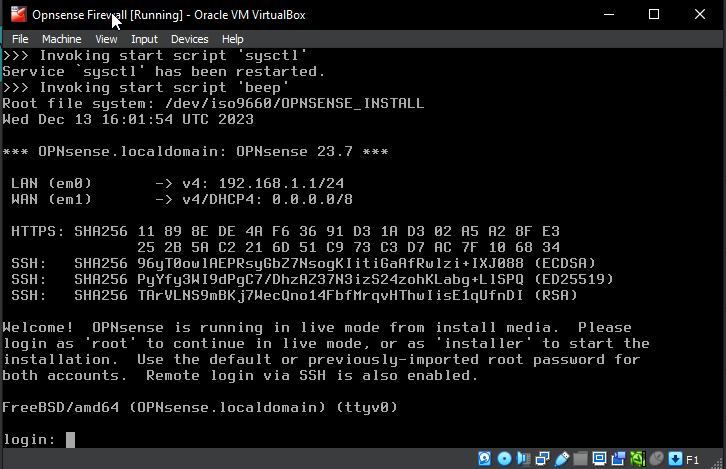 Opnsense Firewall [Running] - Oracle VM VirtualBox
File Machine View Input Devices Help
>>> Invoking start script 'sysctl'
Service `sysctl' has been restarted.
>>> Invoking start script 'beep'
Root file system: /dev/iso9660/OPNSENSE_INSTALL
Wed Dec 13 16:01:54 UTC 2023
*** OPNsense.localdomain: OPNsense 23.7 ***
LAN (em0) -> v4: 192.168.1.1/24
WAN (em1) -> v4/DHCP4: 0.0.0.0/8
HTTPS: SHA256 11 89 8E DE 4A F6 36 91 D3 1A D3 02 A5 A2 8F E3
25 2B 5A C2 21 6D 51 C9 73 C3 D7 AC 7F 10 68 34
SSH: SHA256 96yT0owlAEPRsyGbZ7NsogKIitiGaAfRwlzi+IXJ088 (ECDSA)
SSH: SHA256 PyYfy3WI9dPgC7/DhzAZ37N3izS24zohKLabg+LlSPQ (ED25519)
SSH: SHA256 TArVLNS9mBKj7WecQno14FbfMrqvHThwIisE1qUfnDI (RSA)
Welcome! OPNsense is running in live mode from install media. Please
login as 'root' to continue in live mode, or as 'installer' to start the
installation. Use the default or previously-imported root password for
both accounts. Remote login via SSH is also enabled.
FreeBSD/amd64 (OPNsense.localdomain) (ttyv0)
login:
F1